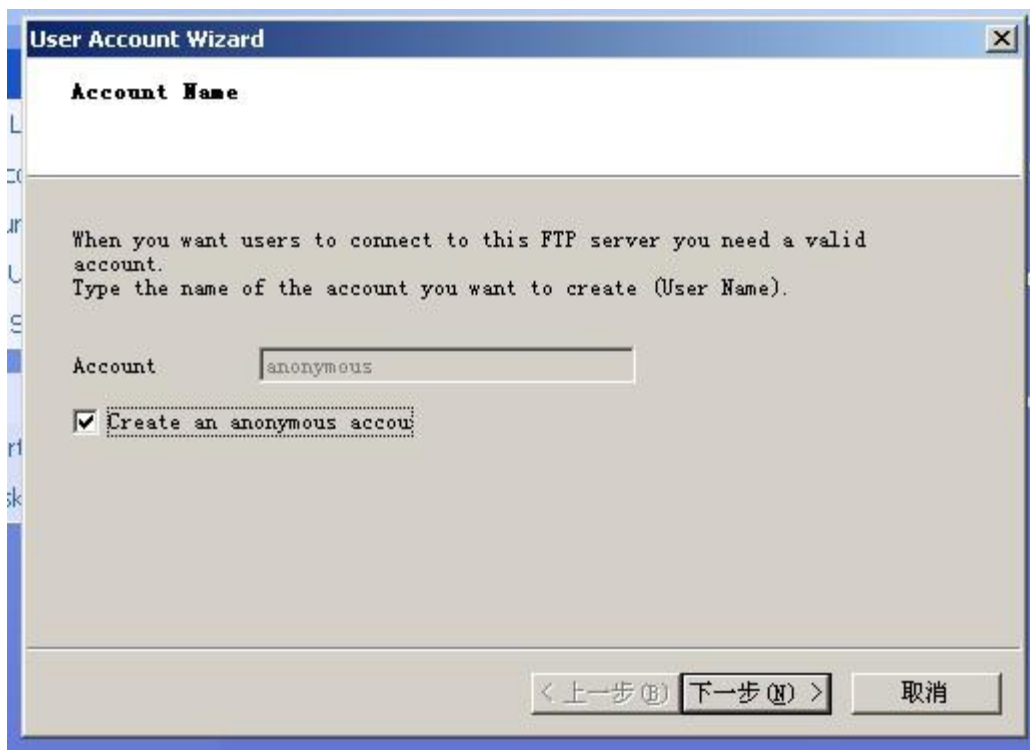 User Account Wizard
Account Name
When you want users to connect to this FTP server you need a valid
account.
Type the name of the account you want to create (User Name).
Account
anonymous
Create an anonymous accou
< 上一步(B)
下一步(N) >
取消